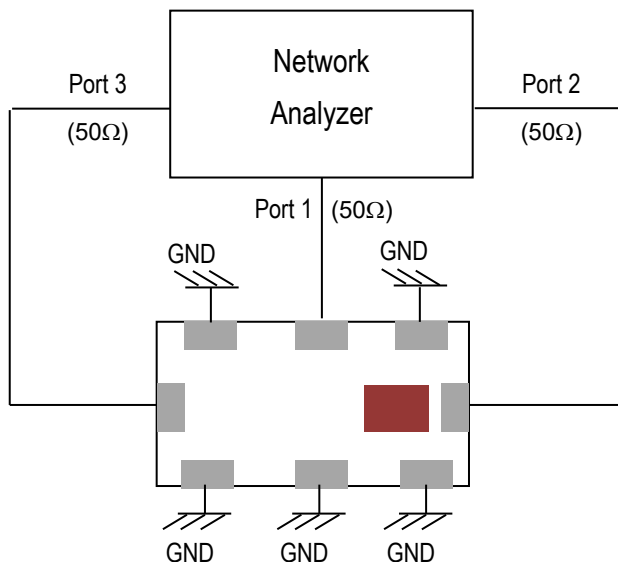 Network
Analyzer
Port 3
(50Ω)
Port 2
(50Ω)
Port 1 (50Ω)
GND
GND
GND
GND
GND